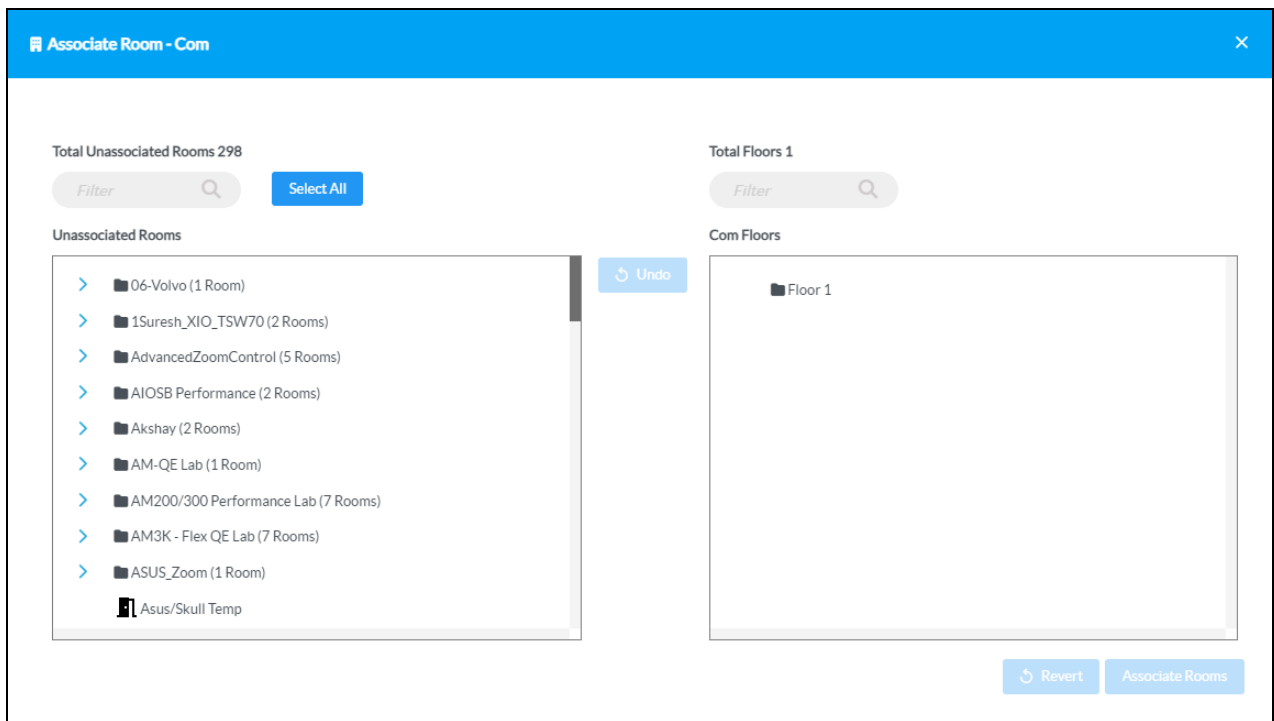 Associate Room - Com
Total Unassociated Rooms 298
Total Floors 1
Filter
Select All
Filter
Unassociated Rooms
Com Floors
06-Volvo (1 Room)
1Suresh_XIO_TSW70 (2 Rooms)
AdvancedZoomControl (5 Rooms)
AIOSB Performance (2 Rooms)
Akshay (2 Rooms)
AM-QE Lab (1 Room)
AM200/300 Performance Lab (7 Rooms)
AM3K - Flex QE Lab (7 Rooms)
ASUS_Zoom (1 Room)
Asus/Skull Temp
Undo
Floor 1
Revert
Associate Rooms